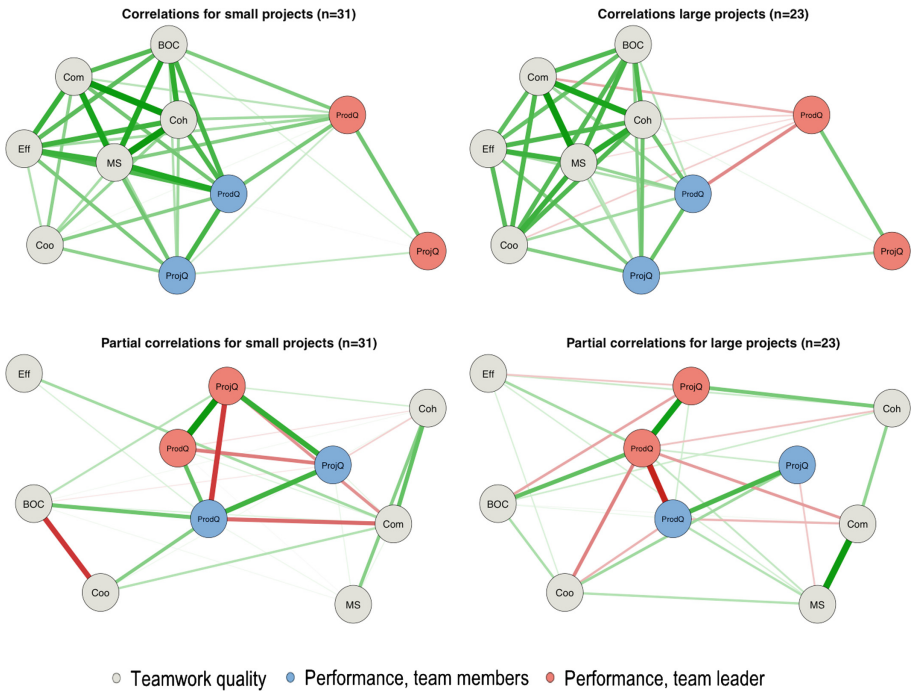 Correlations for small projects (n=31)
Correlations large projects (n=23)
BOC
Com
Coh
ProdQ
Eff
MS
ProdQ
Coo
ProjQ
ProjQ
BOC
Com
Coh
ProdQ
Eff
MS
ProdQ
Coo
ProjQ
ProjQ
Partial correlations for small projects (n=31)
Partial correlations for large projects (n=23)
Eff
ProjQ
Coh
ProdQ
ProjQ
BOC
ProdQ
Com
Coo
MS
Eff
ProjQ
Coh
ProdQ
ProjQ
BOC
ProdQ
Com
Coo
MS
Teamwork quality
Performance, team members
Performance, team leader